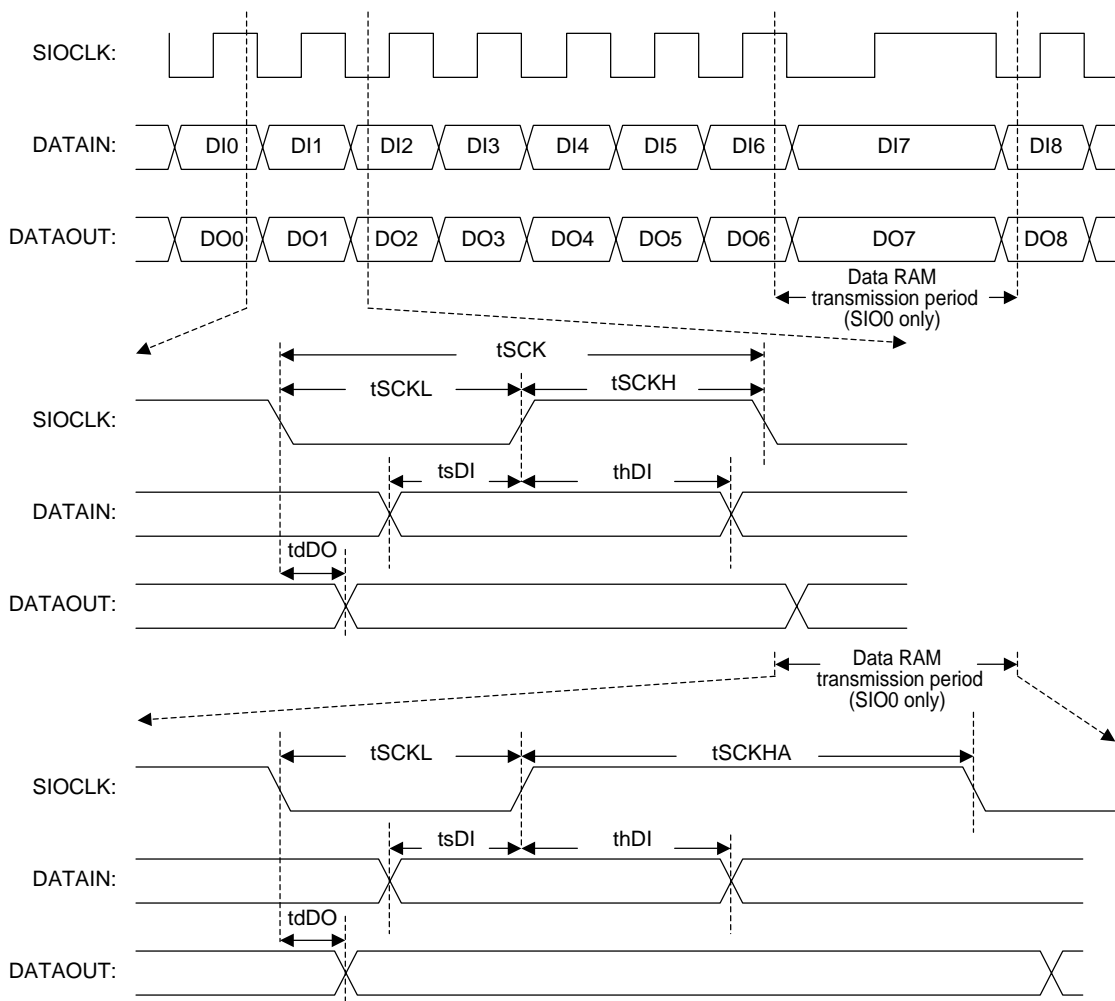 SIOCLK:
DATAIN: DI0 DI1 DI2 DI3 DI4 DI5 DI6 DI7 DI8
DATAOUT: DO0 DO1 DO2 DO3 DO4 DO5 DO6 DO7 DO8
Data RAM
transmission period
(SIO0 only)
tSCK
tSCKL tSCKH
SIOCLK:
tsDI thDI
DATAIN:
tdDO
DATAOUT:
Data RAM
transmission period
(SIO0 only)
tSCKL tSCKHA
SIOCLK:
tsDI thDI
DATAIN:
tdDO
DATAOUT: